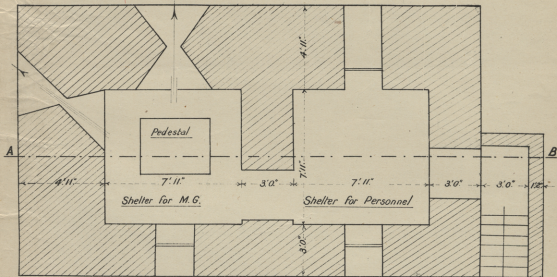 4'.11"
Pedestal
A
B
7'.11"
4'.11"
7'.11"
3'.0"
7'.11"
3'.0"
3'.0"
12"
Shelter for M.G.
Shelter for Personnel
3'.0"